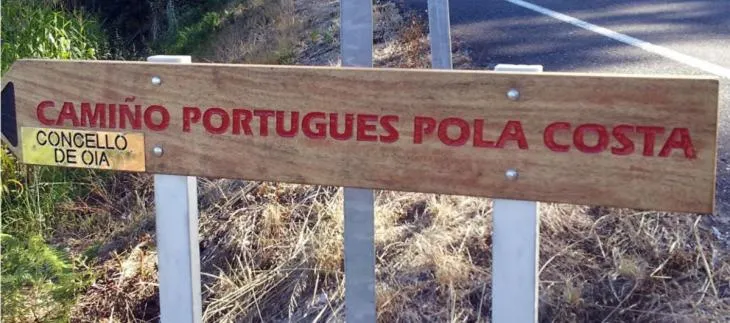 CAMIÑO PORTUGUES POLA COSTA
CONCELLO
DE OIA